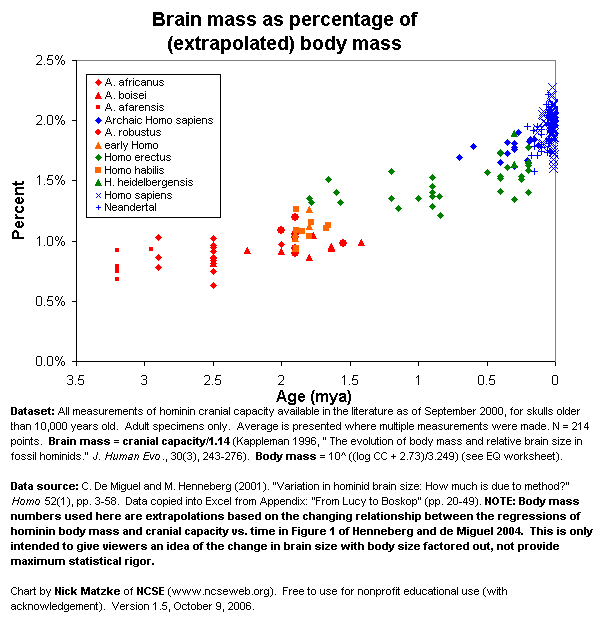 Brain mass as percentage of
(extrapolated) body mass
2.5%
2.0%
1.5%
1.0%
0.5%
0.0%
Percent
A. africanus
A. boisei
A. afarensis
Archaic Homo sapiens
A. robustus
early Homo
Homo erectus
Homo habilis
H. heidelbergensis
Homo sapiens
Neandertal
3.5 3 2.5 2 1.5 1 0.5 0
Age (mya)
Dataset: All measurements of hominin cranial capacity available in the literature as of September 2000, for skulls older
than 10,000 years old. Adult specimens only. Average is presented where multiple measurements were made. N = 214
points. Brain mass = cranial capacity/1.14 (Kappleman 1996, " The evolution of body mass and relative brain size in
fossil hominids." J. Human Evo., 30(3), 243-276). Body mass = 10^((log CC + 2.73)/3.249) (see EQ worksheet).
Data source: C. De Miguel and M. Henneberg (2001). "Variation in hominid brain size: How much is due to method?"
Homo 52(1), pp. 3-58. Data copied into Excel from Appendix: "From Lucy to Boskop" (pp. 20-49). NOTE: Body mass
numbers used here are extrapolations based on the changing relationship between the regressions of
hominin body mass and cranial capacity vs. time in Figure 1 of Henneberg and de Miguel 2004. This is only
intended to give viewers an idea of the change in brain size with body size factored out, not provide
maximum statistical rigor.
Chart by Nick Matzke of NCSE (www.ncseweb.org). Free to use for nonprofit educational use (with
acknowledgement). Version 1.5, October 9, 2006.